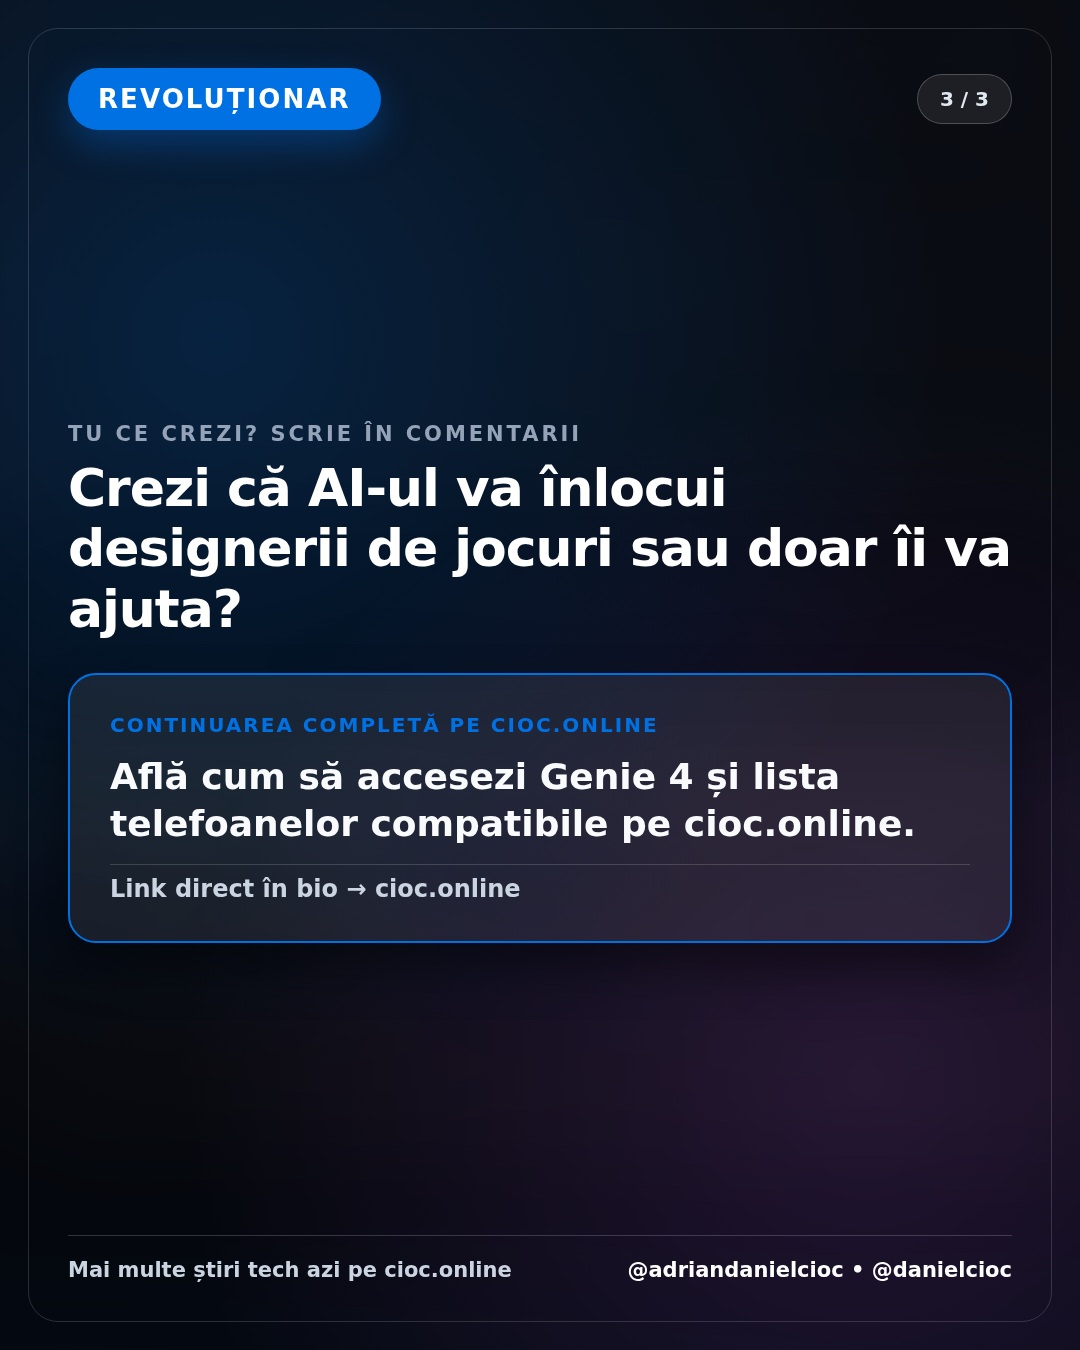 REVOLUȚIONAR
3 / 3
TU CE CREZI? SCRIE ÎN COMENTARII
Crezi că AI-ul va înlocui
designerii de jocuri sau doar îi va
ajuta?
CONTINUAREA COMPLETĂ PE CIOC.ONLINE
Află cum să accesezi Genie 4 și lista
telefoanelor compatibile pe cioc.online.
Link direct în bio → cioc.online
Mai multe știri tech azi pe cioc.online
@adriandanielcioc • @danielcioc